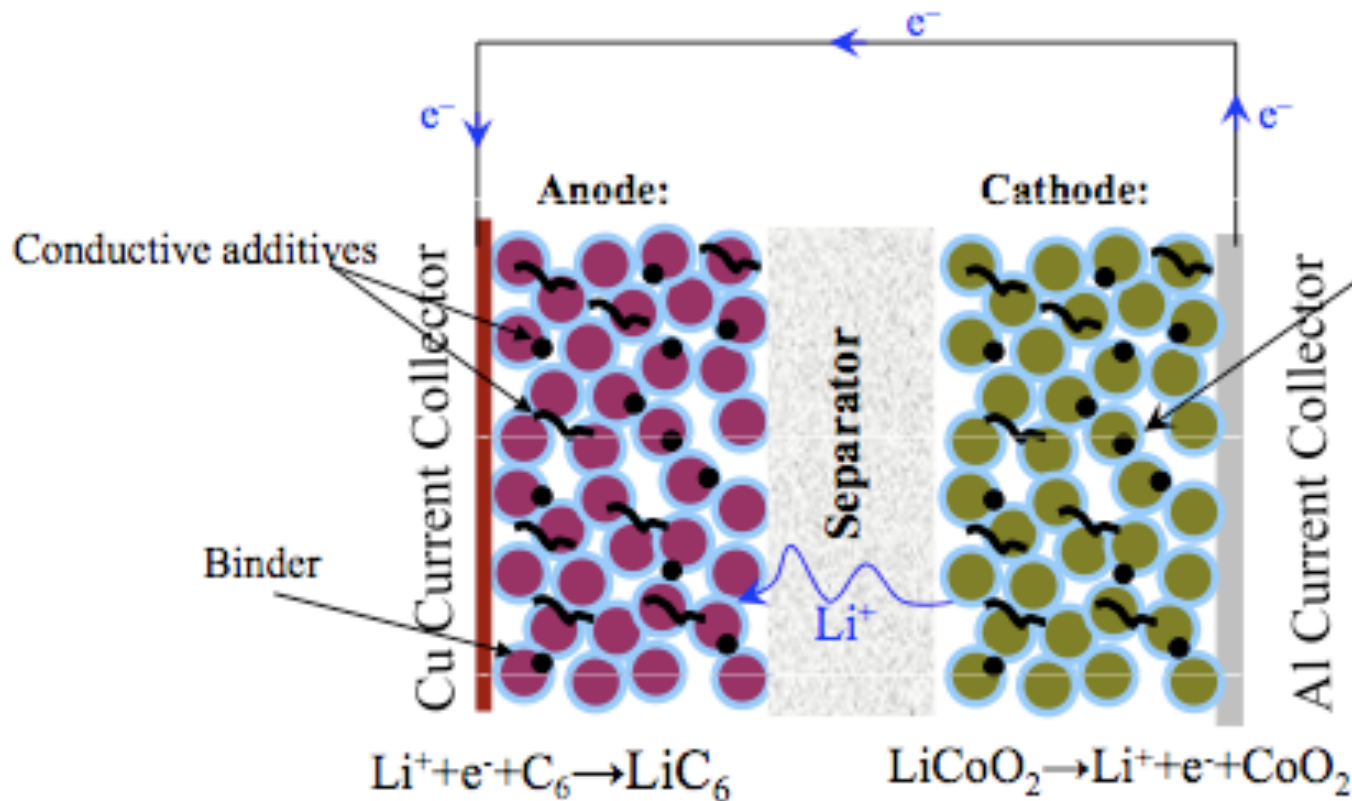 e⁻
e⁻
e⁻
Anode:
Cathode:
Conductive additives
Cu Current Collector
Separator
Al Current Collector
Binder
Li⁺
Li⁺+e⁻+C₆→LiC₆
LiCoO₂→Li⁺+e⁻+CoO₂